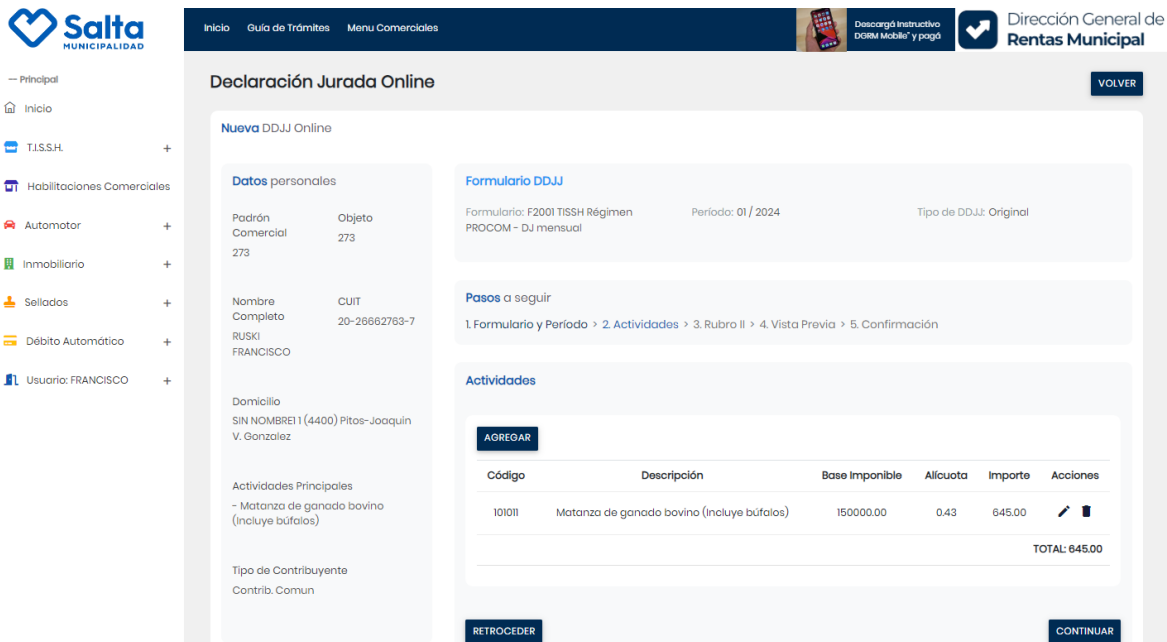 Salta
MUNICIPALIDAD
Inicio Guía de Trámites Menu Comerciales
Descargá Instructivo
DGRM Mobile" y pagá
Dirección General de
Rentas Municipal
— Principal
Inicio
T.I.S.S.H. +
Habilitaciones Comerciales
Automotor +
Inmobiliario +
Sellados +
Débito Automático +
Usuario: FRANCISCO +
Declaración Jurada Online
VOLVER
Nueva DDJJ Online
Datos personales
Padrón
Comercial
273
Objeto
273
Nombre
Completo
RUSKI
FRANCISCO
CUIT
20-26662763-7
Domicilio
SIN NOMBRE1 1 (4400) Pitos-Joaquin
V. Gonzalez
Actividades Principales
- Matanza de ganado bovino
(Incluye búfalos)
Tipo de Contribuyente
Contrib. Comun
Formulario DDJJ
Formulario: F2001 TISSH Régimen
PROCOM - DJ mensual
Período: 01 / 2024
Tipo de DDJJ: Original
Pasos a seguir
1. Formulario y Período > 2. Actividades > 3. Rubro II > 4. Vista Previa > 5. Confirmación
Actividades
AGREGAR
Código Descripción Base Imponible Alícuota Importe Acciones
101011 Matanza de ganado bovino (Incluye búfalos) 150000.00 0.43 645.00
TOTAL: 645.00
RETROCEDER
CONTINUAR